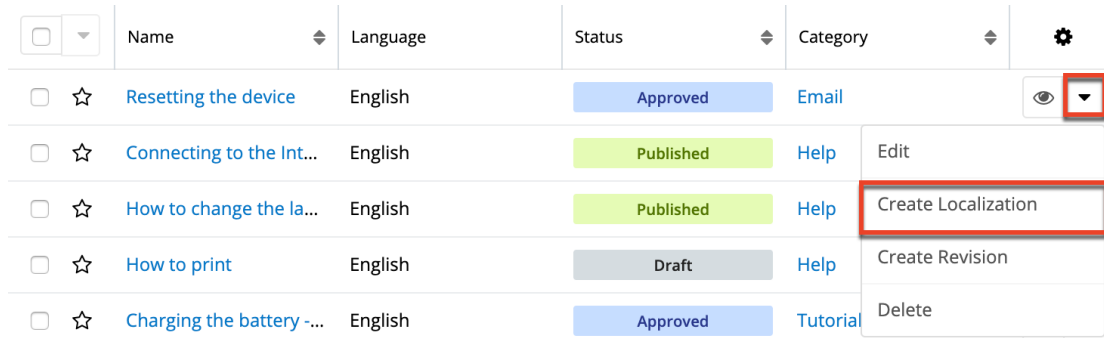 Name Language Status Category
Resetting the device English Approved Email
Connecting to the Int... English Published Help
Edit
How to change the la... English Published Help
Create Localization
How to print English Draft Help
Create Revision
Charging the battery -... English Approved Tutorial
Delete